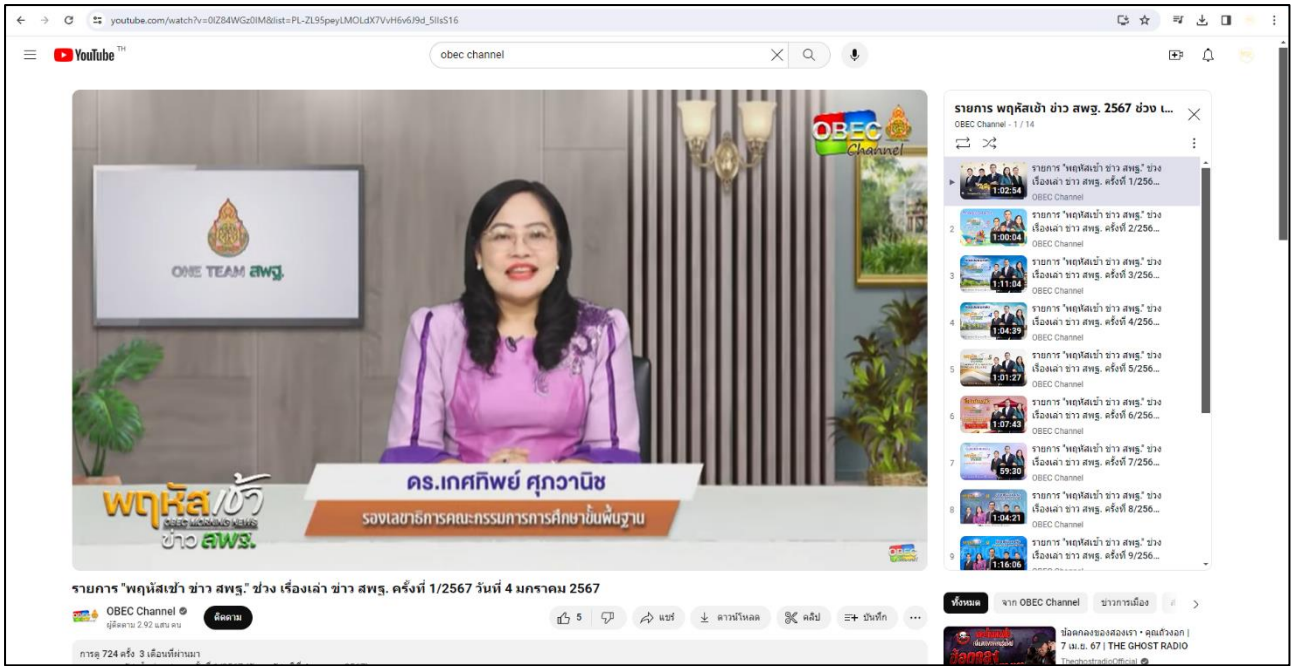 youtube.com/watch?v=0IZ84WGz0IM&list=PL-ZL95peyLMOLdX7VvH6v6J9d_5IIsS16
YouTube TH
obec channel
OBEC
Channel
ONE TEAM สพฐ.
ดร.เกศทิพย์ ศุภวานิช
รองเลขาธิการคณะกรรมการการศึกษาขั้นพื้นฐาน
พฤหัสเช้า
OBEC MORNING NEWS
ข่าว สพฐ.
OBEC
รายการ "พฤหัสเช้า ข่าว สพฐ." ช่วง เรื่องเล่า ข่าว สพฐ. ครั้งที่ 1/2567 วันที่ 4 มกราคม 2567
OBEC Channel
ผู้ติดตาม 2.92 แสน คน
ติดตาม
5
แชร์
ดาวน์โหลด
คลิป
บันทึก
การดู 724 ครั้ง 3 เดือนที่ผ่านมา
รายการ พฤหัสเช้า ข่าว สพฐ. 2567 ช่วง เ...
OBEC Channel - 1 / 14
รายการ "พฤหัสเช้า ข่าว สพฐ." ช่วง
เรื่องเล่า ข่าว สพฐ. ครั้งที่ 1/256...
OBEC Channel
1:02:54
2
รายการ "พฤหัสเช้า ข่าว สพฐ." ช่วง
เรื่องเล่า ข่าว สพฐ. ครั้งที่ 2/256...
OBEC Channel
1:00:04
3
รายการ "พฤหัสเช้า ข่าว สพฐ." ช่วง
เรื่องเล่า ข่าว สพฐ. ครั้งที่ 3/256...
OBEC Channel
1:11:04
4
รายการ "พฤหัสเช้า ข่าว สพฐ." ช่วง
เรื่องเล่า ข่าว สพฐ. ครั้งที่ 4/256...
OBEC Channel
1:04:39
5
รายการ "พฤหัสเช้า ข่าว สพฐ." ช่วง
เรื่องเล่า ข่าว สพฐ. ครั้งที่ 5/256...
OBEC Channel
1:01:27
6
รายการ "พฤหัสเช้า ข่าว สพฐ." ช่วง
เรื่องเล่า ข่าว สพฐ. ครั้งที่ 6/256...
OBEC Channel
1:07:43
7
รายการ "พฤหัสเช้า ข่าว สพฐ." ช่วง
เรื่องเล่า ข่าว สพฐ. ครั้งที่ 7/256...
OBEC Channel
59:30
8
รายการ "พฤหัสเช้า ข่าว สพฐ." ช่วง
เรื่องเล่า ข่าว สพฐ. ครั้งที่ 8/256...
OBEC Channel
1:04:21
9
รายการ "พฤหัสเช้า ข่าว สพฐ." ช่วง
เรื่องเล่า ข่าว สพฐ. ครั้งที่ 9/256...
1:16:06
ทั้งหมด
จาก OBEC Channel
ข่าวการเมือง
ช่อดกลองของสองเรา • คุณถั่วงอก |
7 เม.ย. 67 | THE GHOST RADIO
TheghostradioOfficial